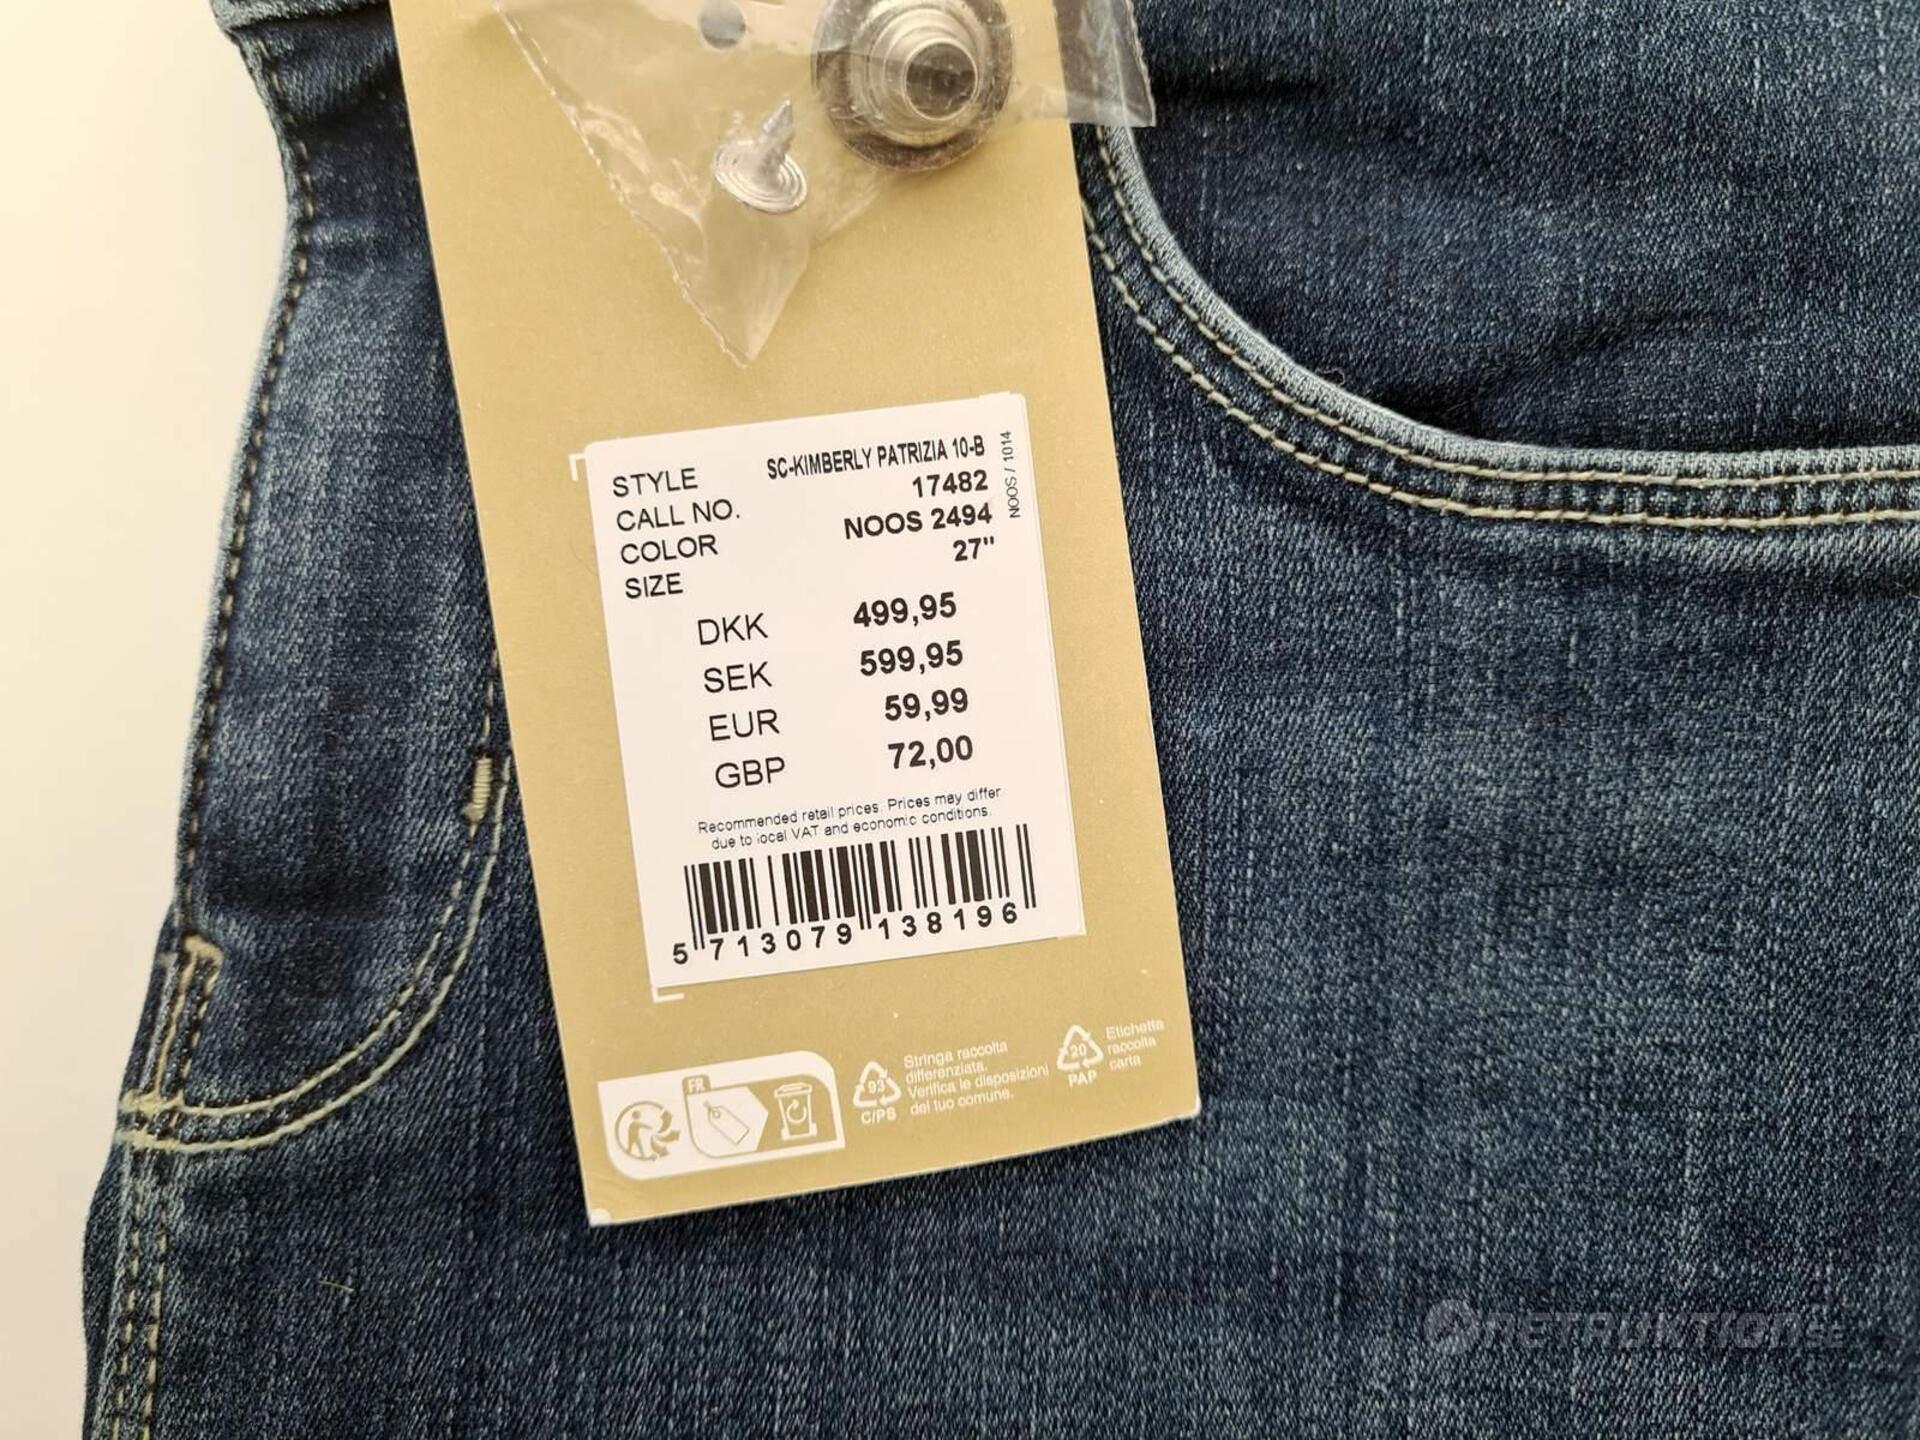 STYLE SC-KIMBERLY PATRIZIA 10-B
CALL NO. 17482
COLOR NOOS 2494
SIZE 27"
NOOS / 1014
DKK 499,95
SEK 599,95
EUR 59,99
GBP 72,00
Recommended retail prices. Prices may differ
due to local VAT and economic conditions.
5 713079 138196
FR
93
C/PS
Stringa raccolta
differenziata.
Verifica le disposizioni
del tuo comune.
20
PAP
Etichetta
raccolta
carta
RETRUKTION.SE